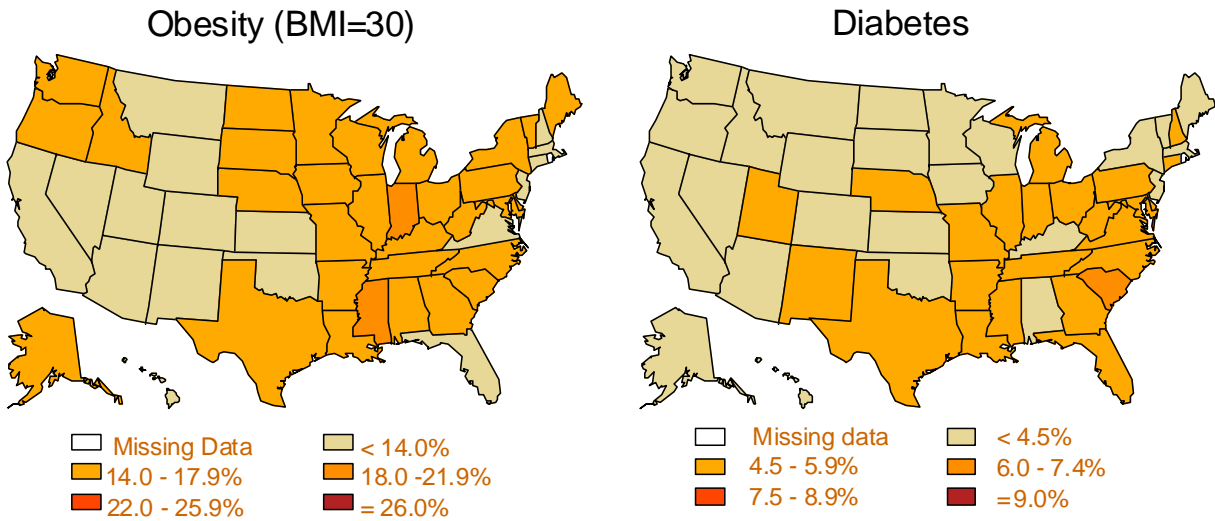 Obesity (BMI=30)
Diabetes
Missing Data
< 14.0%
14.0 - 17.9%
18.0 -21.9%
22.0 - 25.9%
= 26.0%
Missing data
< 4.5%
4.5 - 5.9%
6.0 - 7.4%
7.5 - 8.9%
=9.0%